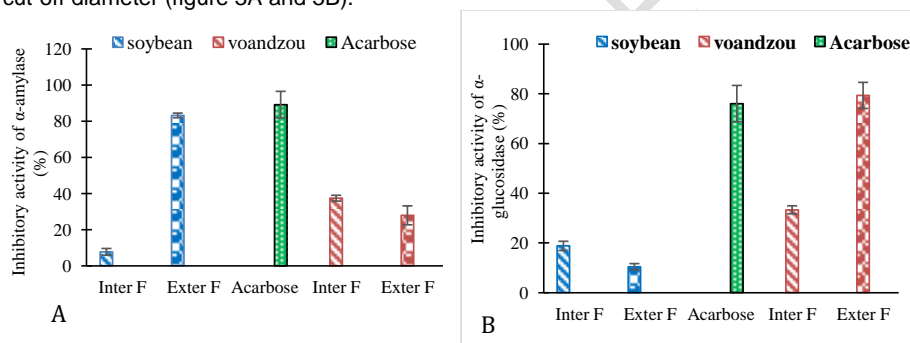 cut off diameter (figure 3A and 3B).
soybean voandzou Acarbose
Inhibitory activity of α-amylase
(%)
120
100
80
60
40
20
0
Inter F Exter F Acarbose Inter F Exter F
A
soybean voandzou Acarbose
Inhibitory activity of α-
glucosidase (%)
100
80
60
40
20
0
Inter F Exter F Acarbose Inter F Exter F
B